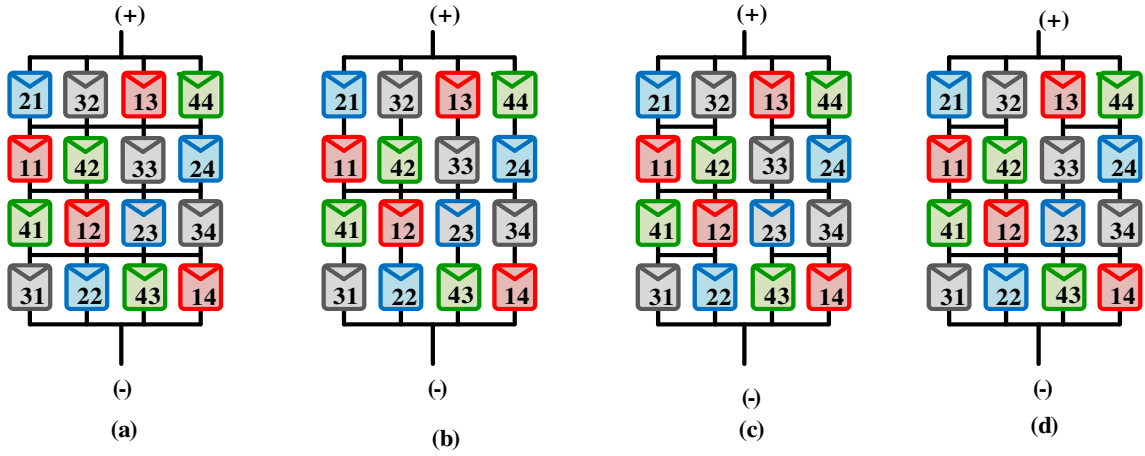 (+) (+) (+) (+)
21 32 13 44 21 32 13 44 21 32 13 44 21 32 13 44
11 42 33 24 11 42 33 24 11 42 33 24 11 42 33 24
41 12 23 34 41 12 23 34 41 12 23 34 41 12 23 34
31 22 43 14 31 22 43 14 31 22 43 14 31 22 43 14
(-) (-) (-) (-)
(a) (b) (c) (d)